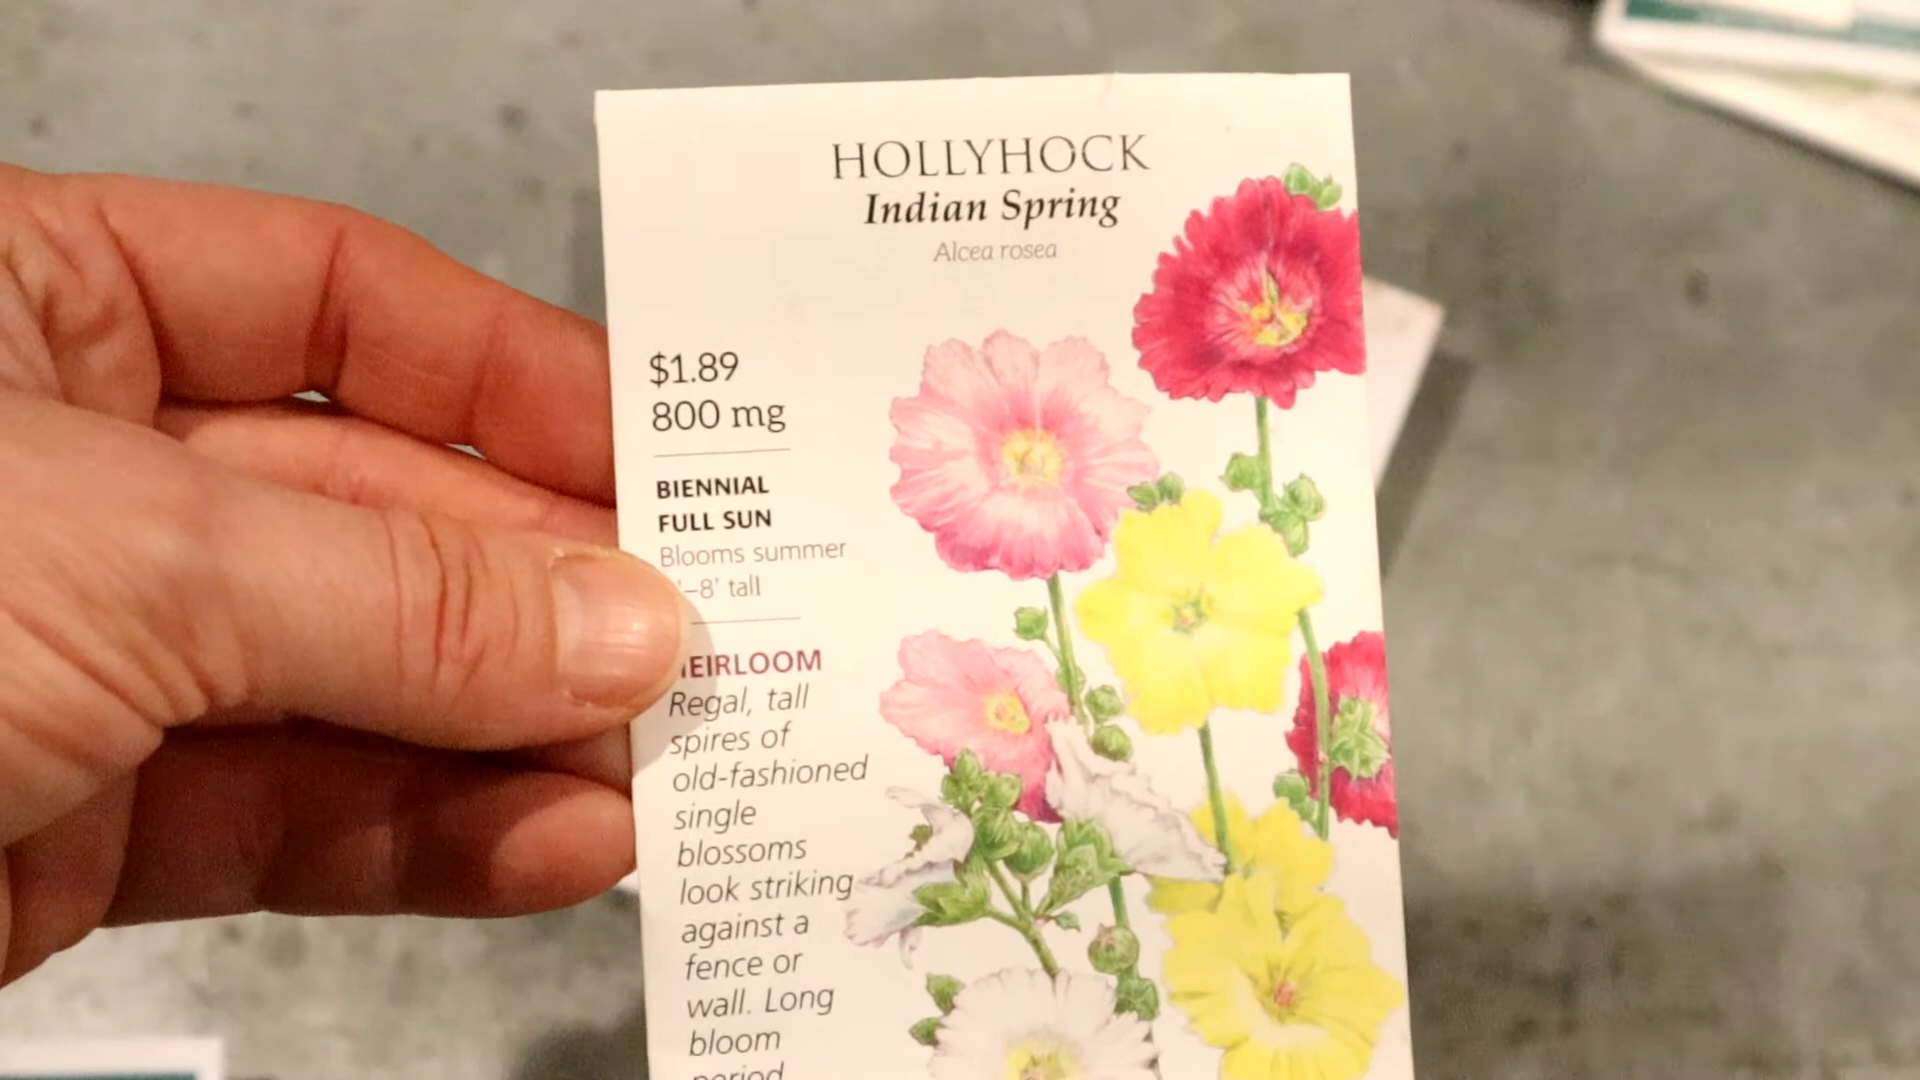 HOLLYHOCK
Indian Spring
Alcea rosea
$1.89
800 mg
BIENNIAL
FULL SUN
Blooms summer
'–8' tall
EIRLOOM
Regal, tall
spires of
old-fashioned
single
blossoms
look striking
against a
fence or
wall. Long
bloom
period